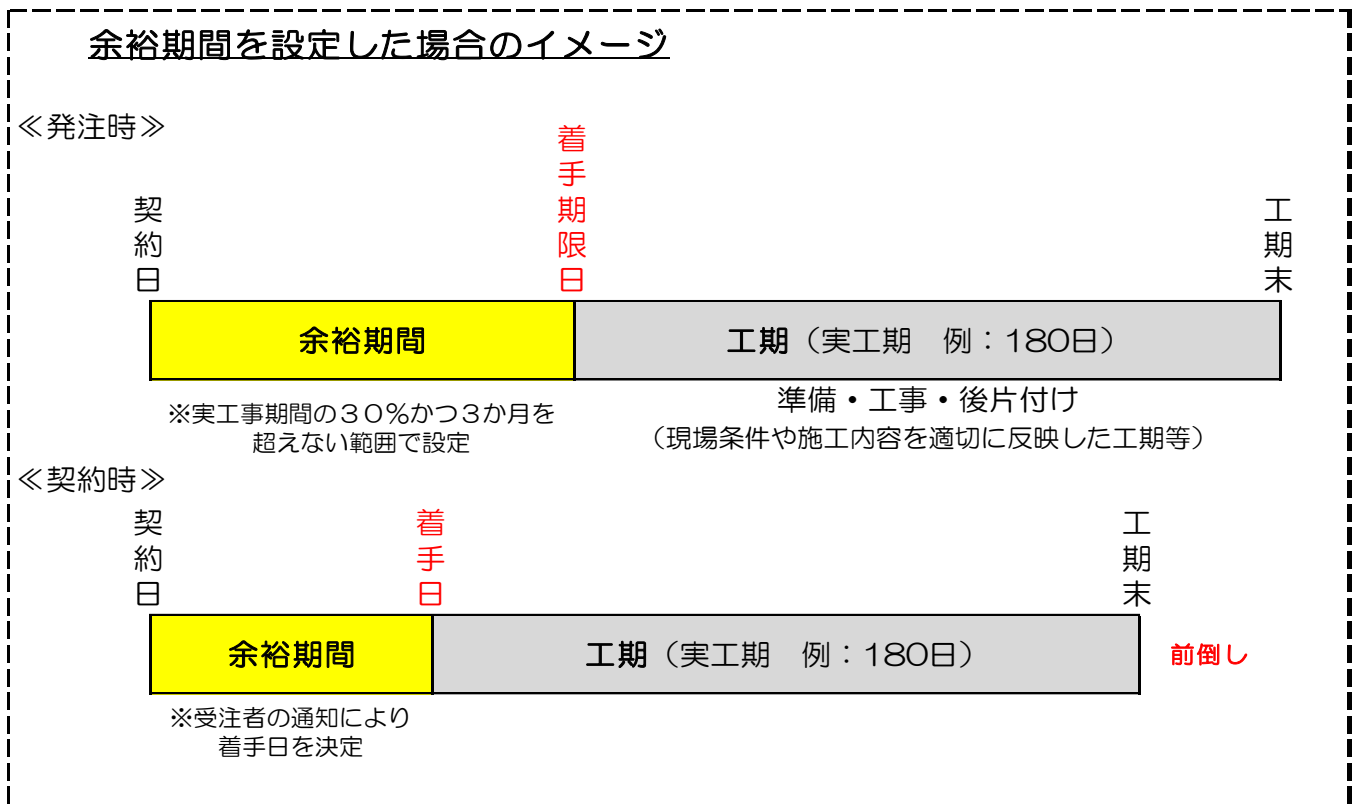 余裕期間を設定した場合のイメージ
≪発注時≫
契約日
着手期限日
工期末
余裕期間
工期（実工期　例：180日）
※実工事期間の３０％かつ３か月を
超えない範囲で設定
準備・工事・後片付け
（現場条件や施工内容を適切に反映した工期等）
≪契約時≫
契約日
着手日
工期末
余裕期間
工期（実工期　例：180日）
前倒し
※受注者の通知により
着手日を決定